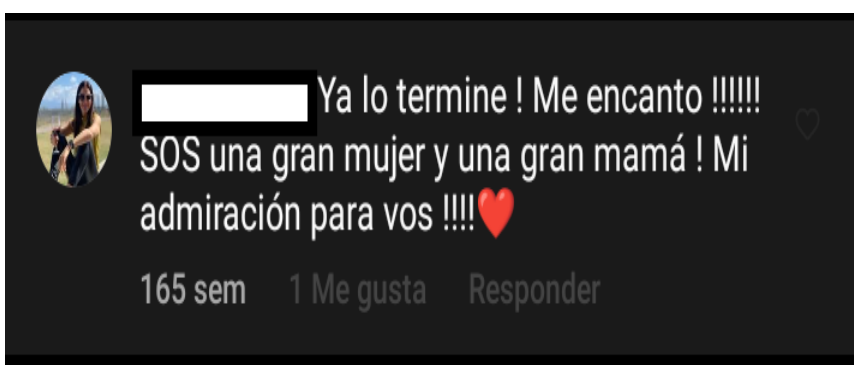 Ya lo termine ! Me encanto !!!!!!
SOS una gran mujer y una gran mamá ! Mi
admiración para vos !!!!❤️
165 sem 1 Me gusta Responder